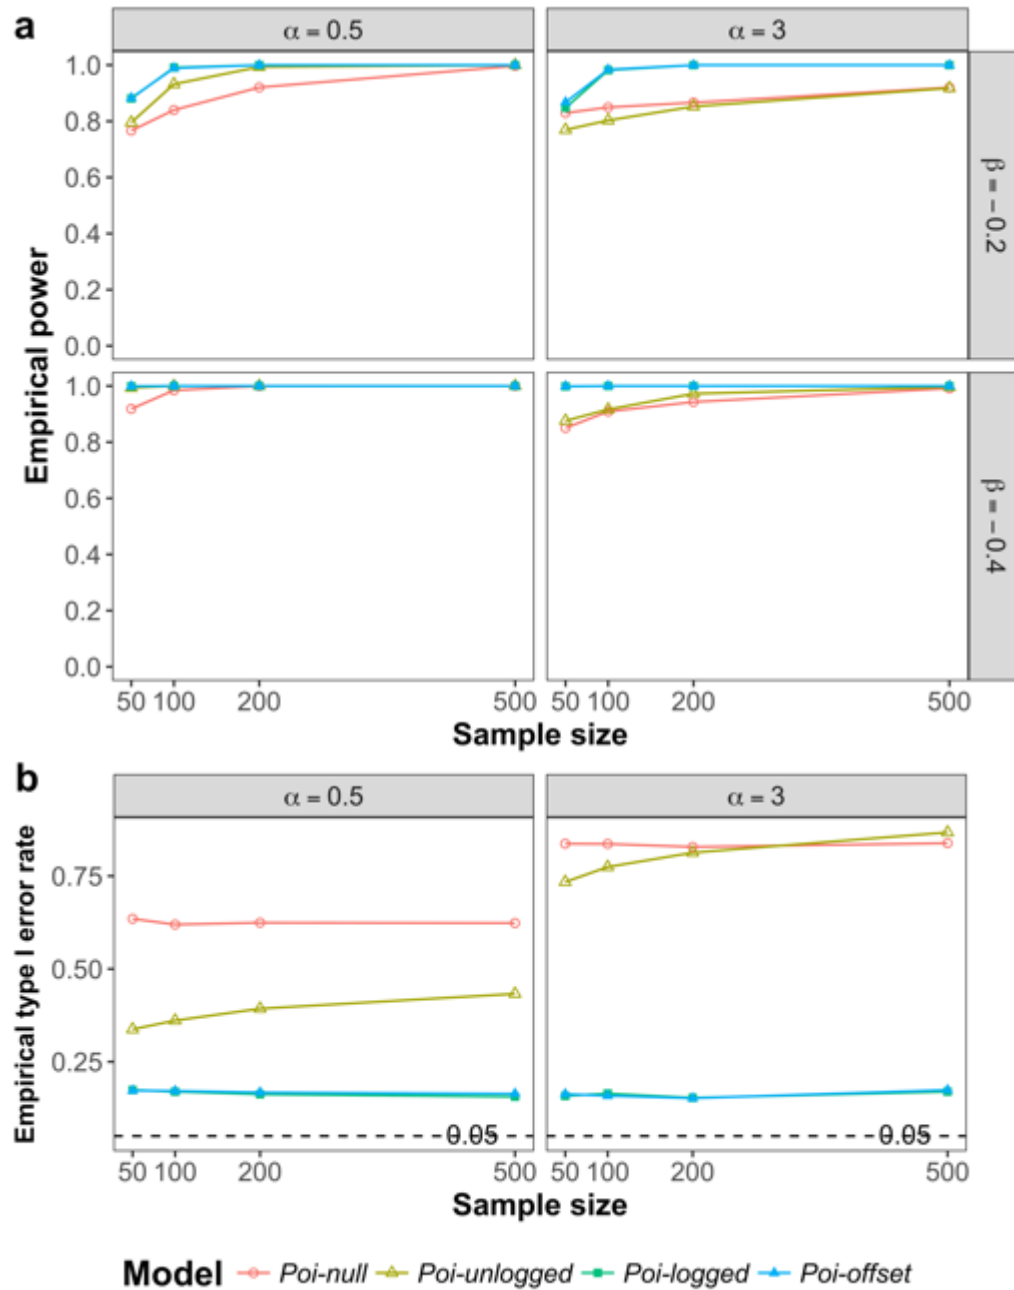 a
α = 0.5
α = 3
1.0
0.8
0.6
0.4
0.2
0.0
β = −0.2
Empirical power
1.0
0.8
0.6
0.4
0.2
0.0
β = −0.4
50 100 200 500
50 100 200 500
Sample size
b
α = 0.5
α = 3
0.75
0.50
0.25
Empirical type I error rate
0.05
0.05
50 100 200 500
50 100 200 500
Sample size
Model Poi-null Poi-unlogged Poi-logged Poi-offset